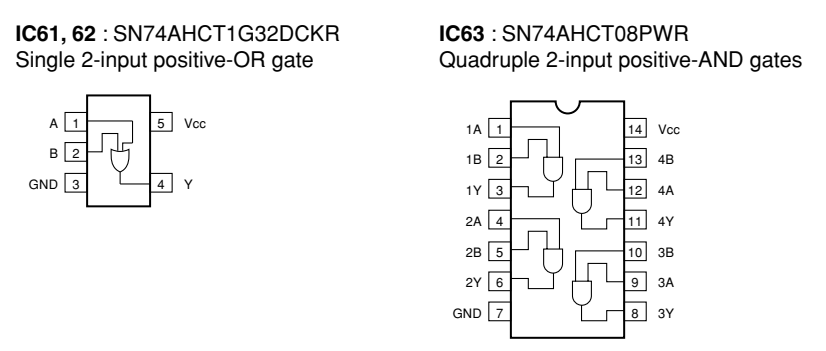 IC61, 62 : SN74AHCT1G32DCKR
Single 2-input positive-OR gate
A 1
B 2
GND 3
5 Vcc
4 Y
IC63 : SN74AHCT08PWR
Quadruple 2-input positive-AND gates
1A 1
1B 2
1Y 3
2A 4
2B 5
2Y 6
GND 7
14 Vcc
13 4B
12 4A
11 4Y
10 3B
9 3A
8 3Y